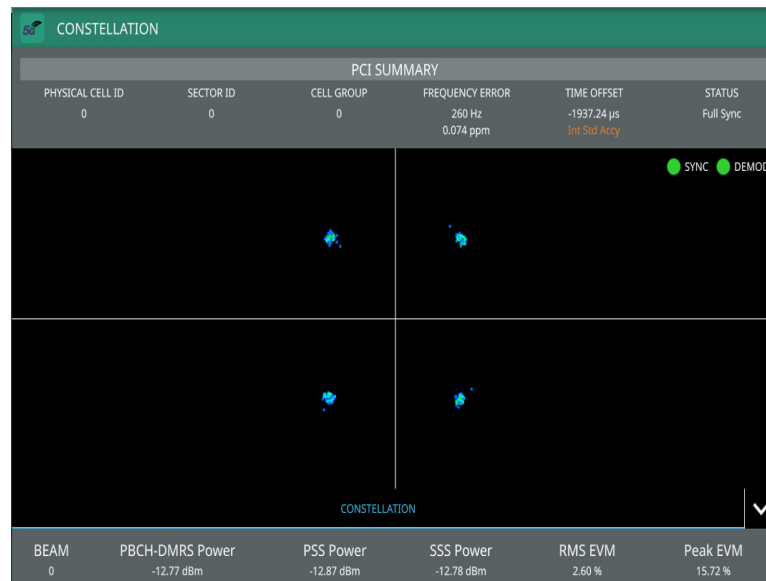 5G CONSTELLATION
PCI SUMMARY
PHYSICAL CELL ID SECTOR ID CELL GROUP FREQUENCY ERROR TIME OFFSET STATUS
0 0 0 260 Hz -1937.24 µs Full Sync
0.074 ppm Int Std Accy
SYNC DEMOD
CONSTELLATION
BEAM PBCH-DMRS Power PSS Power SSS Power RMS EVM Peak EVM
0 -12.77 dBm -12.87 dBm -12.78 dBm 2.60 % 15.72 %